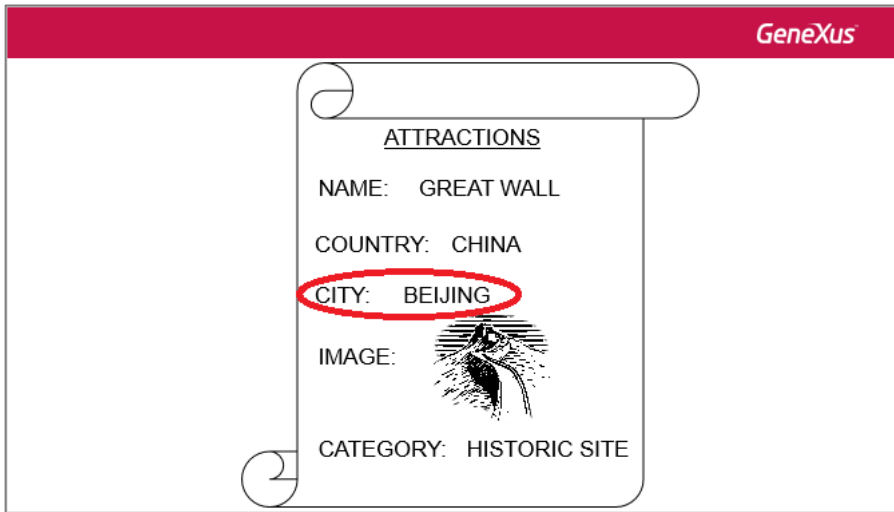 GeneXus
ATTRACTIONS
NAME: GREAT WALL
COUNTRY: CHINA
CITY: BEIJING
IMAGE:
CATEGORY: HISTORIC SITE